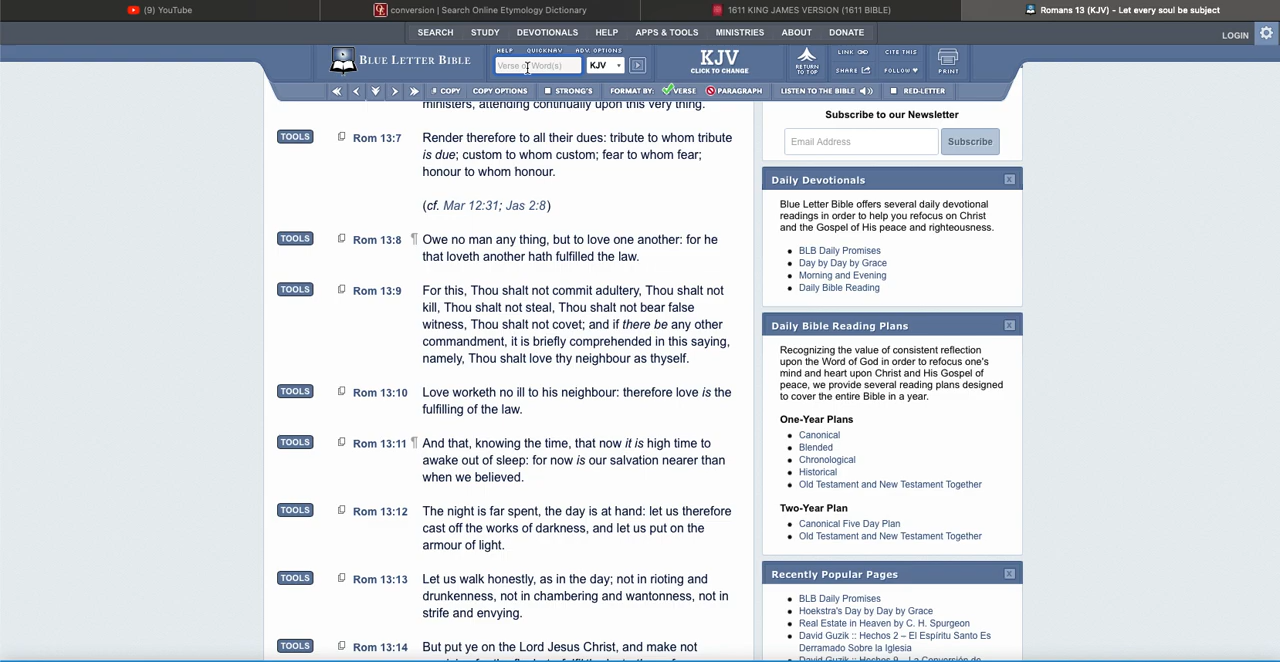 (9) YouTube
conversion | Search Online Etymology Dictionary
1611 KING JAMES VERSION (1611 BIBLE)
Romans 13 (KJV) - Let every soul be subject
SEARCH STUDY DEVOTIONALS HELP APPS & TOOLS MINISTRIES ABOUT DONATE
LOGIN
BLUE LETTER BIBLE
HELP QUICKNAV ADV. OPTIONS
Verse or Word(s)
KJV
KJV
CLICK TO CHANGE
RETURN
TO TOP
LINK
CITE THIS
SHARE
FOLLOW
PRINT
COPY COPY OPTIONS STRONG'S FORMAT BY: VERSE PARAGRAPH LISTEN TO THE BIBLE RED-LETTER
ministers, attending continually upon this very thing.
TOOLS Rom 13:7 Render therefore to all their dues: tribute to whom tribute
is due; custom to whom custom; fear to whom fear;
honour to whom honour.
(cf. Mar 12:31; Jas 2:8)
TOOLS Rom 13:8 ¶ Owe no man any thing, but to love one another: for he
that loveth another hath fulfilled the law.
TOOLS Rom 13:9 For this, Thou shalt not commit adultery, Thou shalt not
kill, Thou shalt not steal, Thou shalt not bear false
witness, Thou shalt not covet; and if there be any other
commandment, it is briefly comprehended in this saying,
namely, Thou shalt love thy neighbour as thyself.
TOOLS Rom 13:10 Love worketh no ill to his neighbour: therefore love is the
fulfilling of the law.
TOOLS Rom 13:11 ¶ And that, knowing the time, that now it is high time to
awake out of sleep: for now is our salvation nearer than
when we believed.
TOOLS Rom 13:12 The night is far spent, the day is at hand: let us therefore
cast off the works of darkness, and let us put on the
armour of light.
TOOLS Rom 13:13 Let us walk honestly, as in the day; not in rioting and
drunkenness, not in chambering and wantonness, not in
strife and envying.
TOOLS Rom 13:14 But put ye on the Lord Jesus Christ, and make not
Subscribe to our Newsletter
Email Address
Subscribe
Daily Devotionals
X
Blue Letter Bible offers several daily devotional
readings in order to help you refocus on Christ
and the Gospel of His peace and righteousness.
BLB Daily Promises
Day by Day by Grace
Morning and Evening
Daily Bible Reading
Daily Bible Reading Plans
X
Recognizing the value of consistent reflection
upon the Word of God in order to refocus one's
mind and heart upon Christ and His Gospel of
peace, we provide several reading plans designed
to cover the entire Bible in a year.
One-Year Plans
Canonical
Blended
Chronological
Historical
Old Testament and New Testament Together
Two-Year Plan
Canonical Five Day Plan
Old Testament and New Testament Together
Recently Popular Pages
X
BLB Daily Promises
Hoekstra's Day by Day by Grace
Real Estate in Heaven by C. H. Spurgeon
David Guzik :: Hechos 2 – El Espíritu Santo Es
Derramado Sobre la Iglesia
David Guzik :: Hechos 9 – La Conversión de